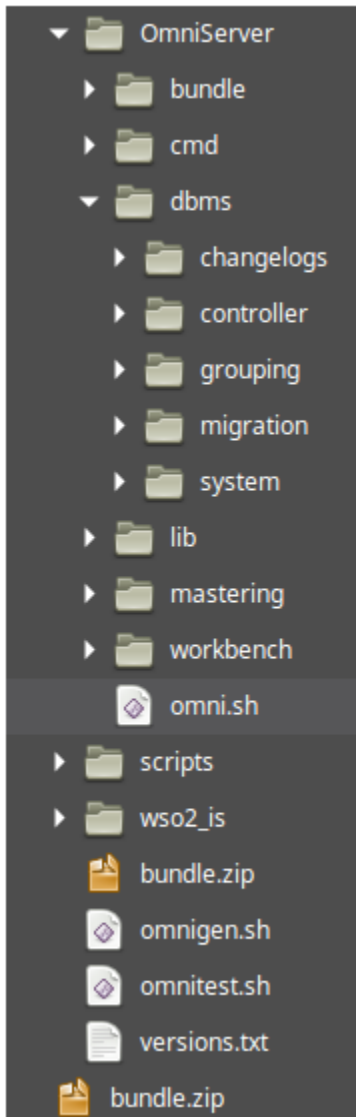 OmniServer
bundle
cmd
dbms
changelogs
controller
grouping
migration
system
lib
mastering
workbench
omni.sh
scripts
wso2_is
bundle.zip
omnigen.sh
omnitest.sh
versions.txt
bundle.zip